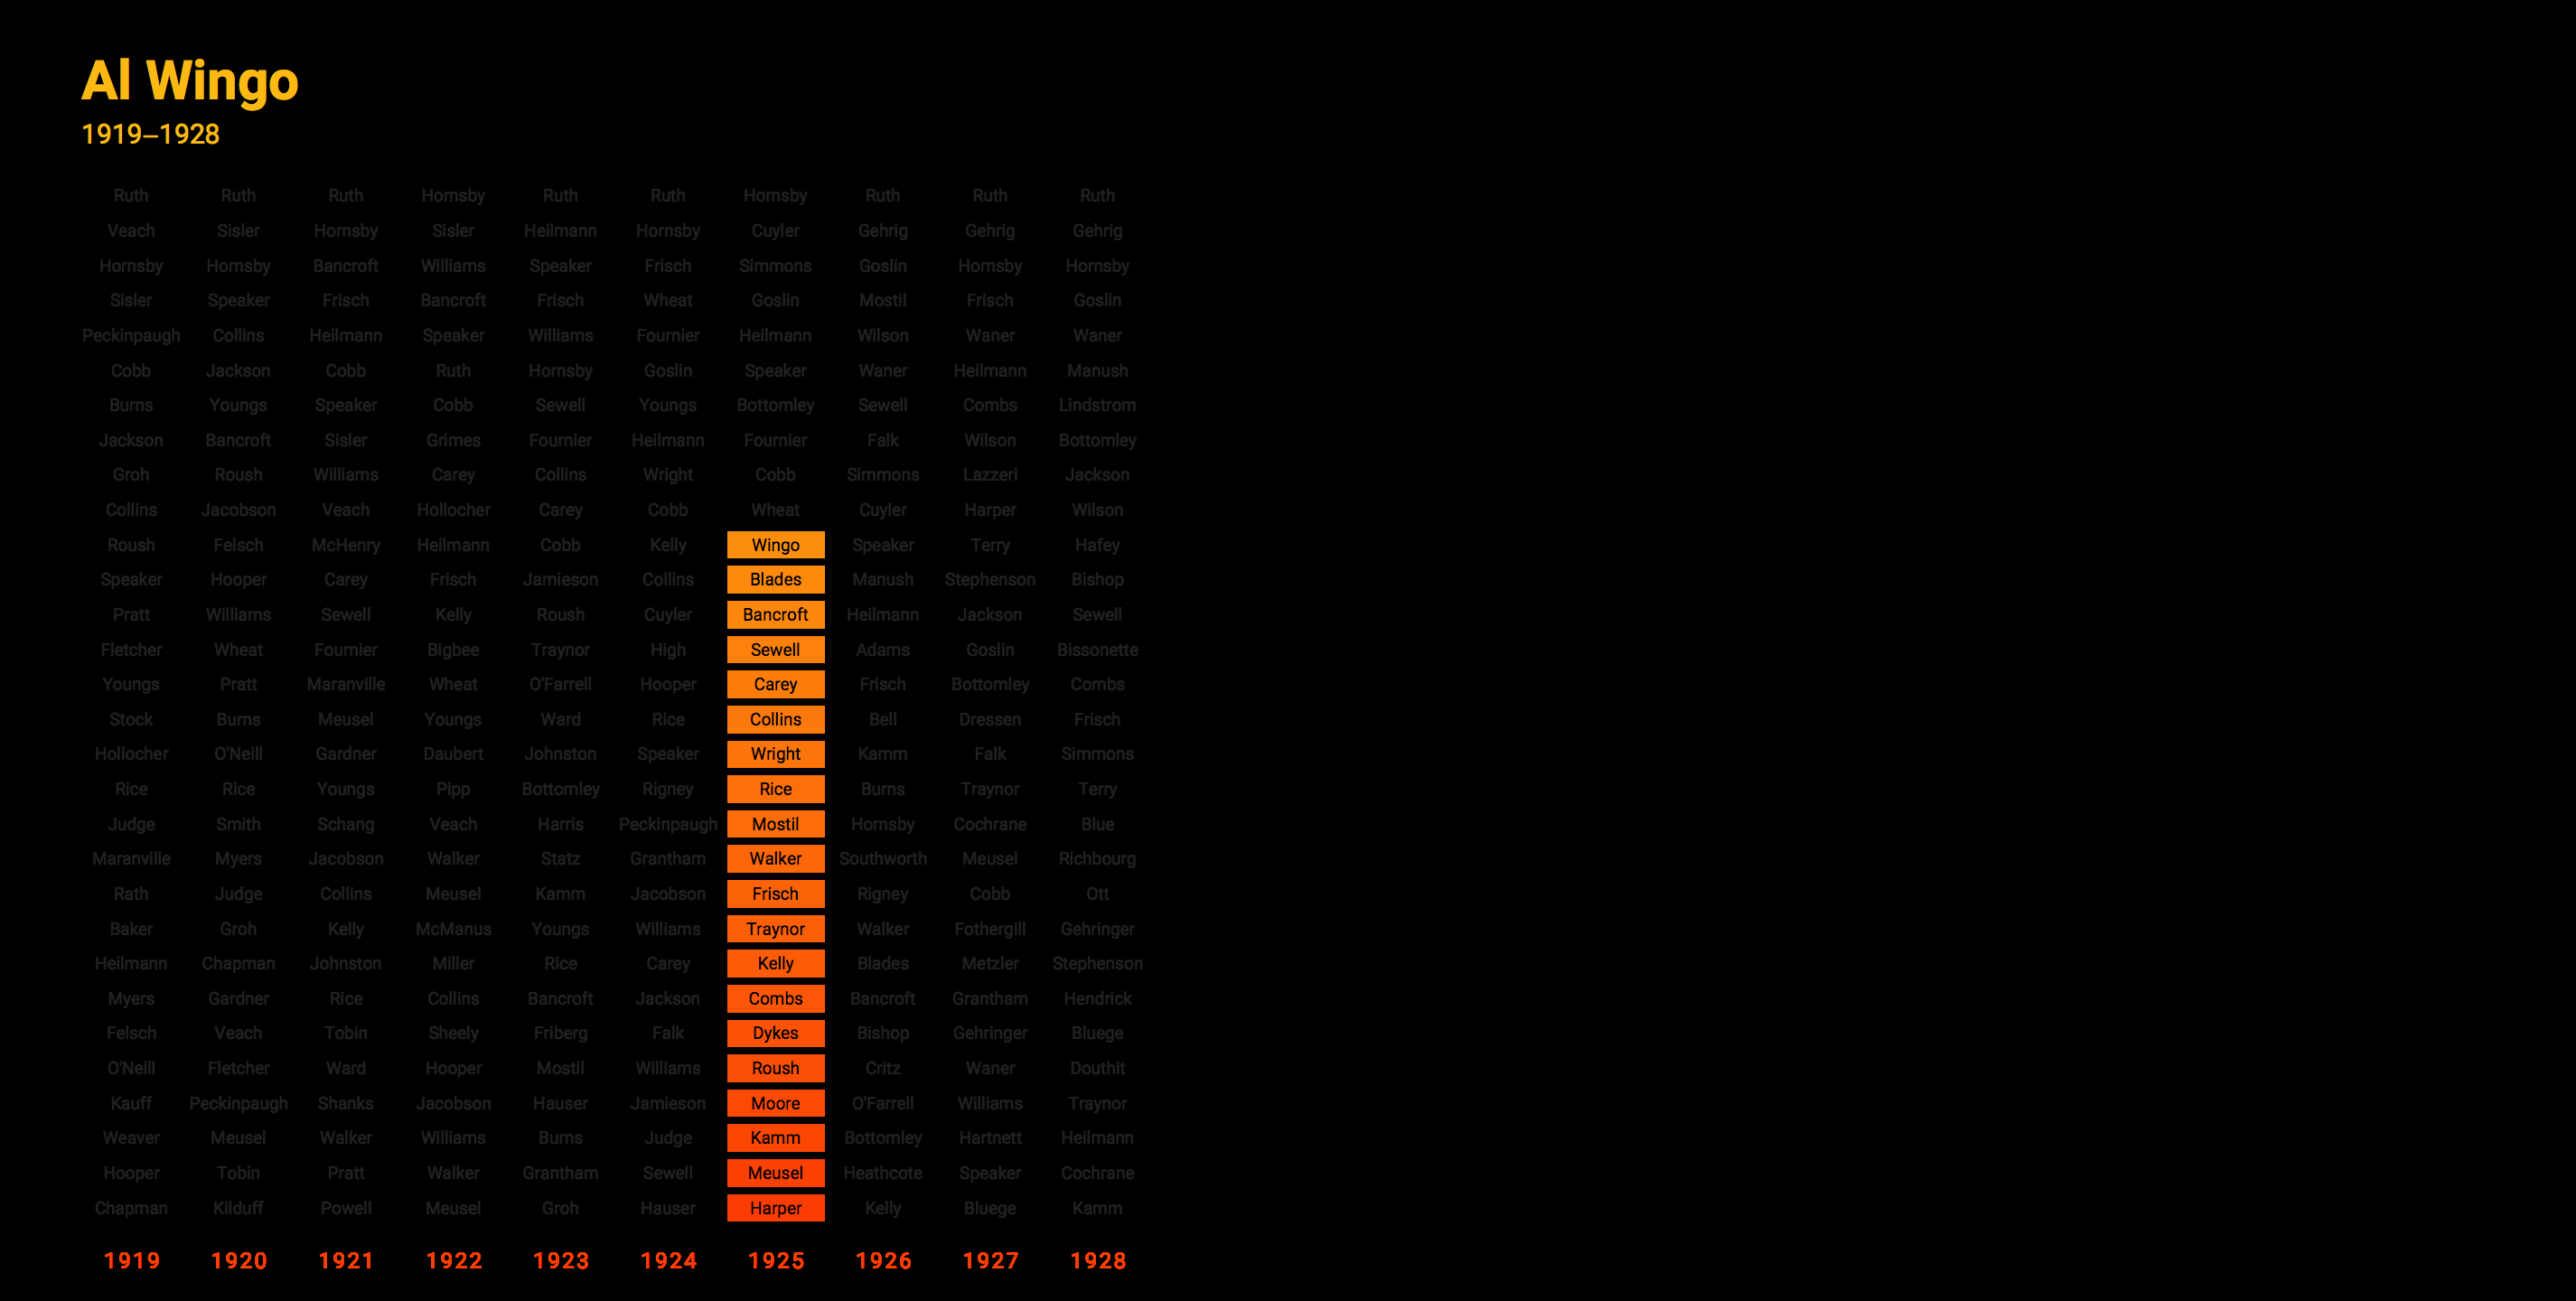 Al Wingo
1919–1928
Ruth Ruth Ruth Hornsby Ruth Ruth Hornsby Ruth Ruth Ruth
Veach Sisler Hornsby Sisler Heilmann Hornsby Cuyler Gehrig Gehrig Gehrig
Hornsby Hornsby Bancroft Williams Speaker Frisch Simmons Goslin Hornsby Hornsby
Sisler Speaker Frisch Bancroft Frisch Wheat Goslin Mostil Frisch Goslin
Peckinpaugh Collins Heilmann Speaker Williams Fournier Heilmann Wilson Waner Waner
Cobb Jackson Cobb Ruth Hornsby Goslin Speaker Waner Heilmann Manush
Burns Youngs Speaker Cobb Sewell Youngs Bottomley Sewell Combs Lindstrom
Jackson Bancroft Sisler Grimes Fournier Heilmann Fournier Falk Wilson Bottomley
Groh Roush Williams Carey Collins Wright Cobb Simmons Lazzeri Jackson
Collins Jacobson Veach Hollocher Carey Cobb Wheat Cuyler Harper Wilson
Roush Felsch McHenry Heilmann Cobb Kelly Wingo Speaker Terry Hafey
Speaker Hooper Carey Frisch Jamieson Collins Blades Manush Stephenson Bishop
Pratt Williams Sewell Kelly Roush Cuyler Bancroft Heilmann Jackson Sewell
Fletcher Wheat Fournier Bigbee Traynor High Sewell Adams Goslin Bissonette
Youngs Pratt Maranville Wheat O'Farrell Hooper Carey Frisch Bottomley Combs
Stock Burns Meusel Youngs Ward Rice Collins Bell Dressen Frisch
Hollocher O'Neill Gardner Daubert Johnston Speaker Wright Kamm Falk Simmons
Rice Rice Youngs Pipp Bottomley Rigney Rice Burns Traynor Terry
Judge Smith Schang Veach Harris Peckinpaugh Mostil Hornsby Cochrane Blue
Maranville Myers Jacobson Walker Statz Grantham Walker Southworth Meusel Richbourg
Rath Judge Collins Meusel Kamm Jacobson Frisch Rigney Cobb Ott
Baker Groh Kelly McManus Youngs Williams Traynor Walker Fothergill Gehringer
Heilmann Chapman Johnston Miller Rice Carey Kelly Blades Metzler Stephenson
Myers Gardner Rice Collins Bancroft Jackson Combs Bancroft Grantham Hendrick
Felsch Veach Tobin Sheely Friberg Falk Dykes Bishop Gehringer Bluege
O'Neill Fletcher Ward Hooper Mostil Williams Roush Critz Waner Douthit
Kauff Peckinpaugh Shanks Jacobson Hauser Jamieson Moore O'Farrell Williams Traynor
Weaver Meusel Walker Williams Burns Judge Kamm Bottomley Hartnett Heilmann
Hooper Tobin Pratt Walker Grantham Sewell Meusel Heathcote Speaker Cochrane
Chapman Kilduff Powell Meusel Groh Hauser Harper Kelly Bluege Kamm
1919 1920 1921 1922 1923 1924 1925 1926 1927 1928